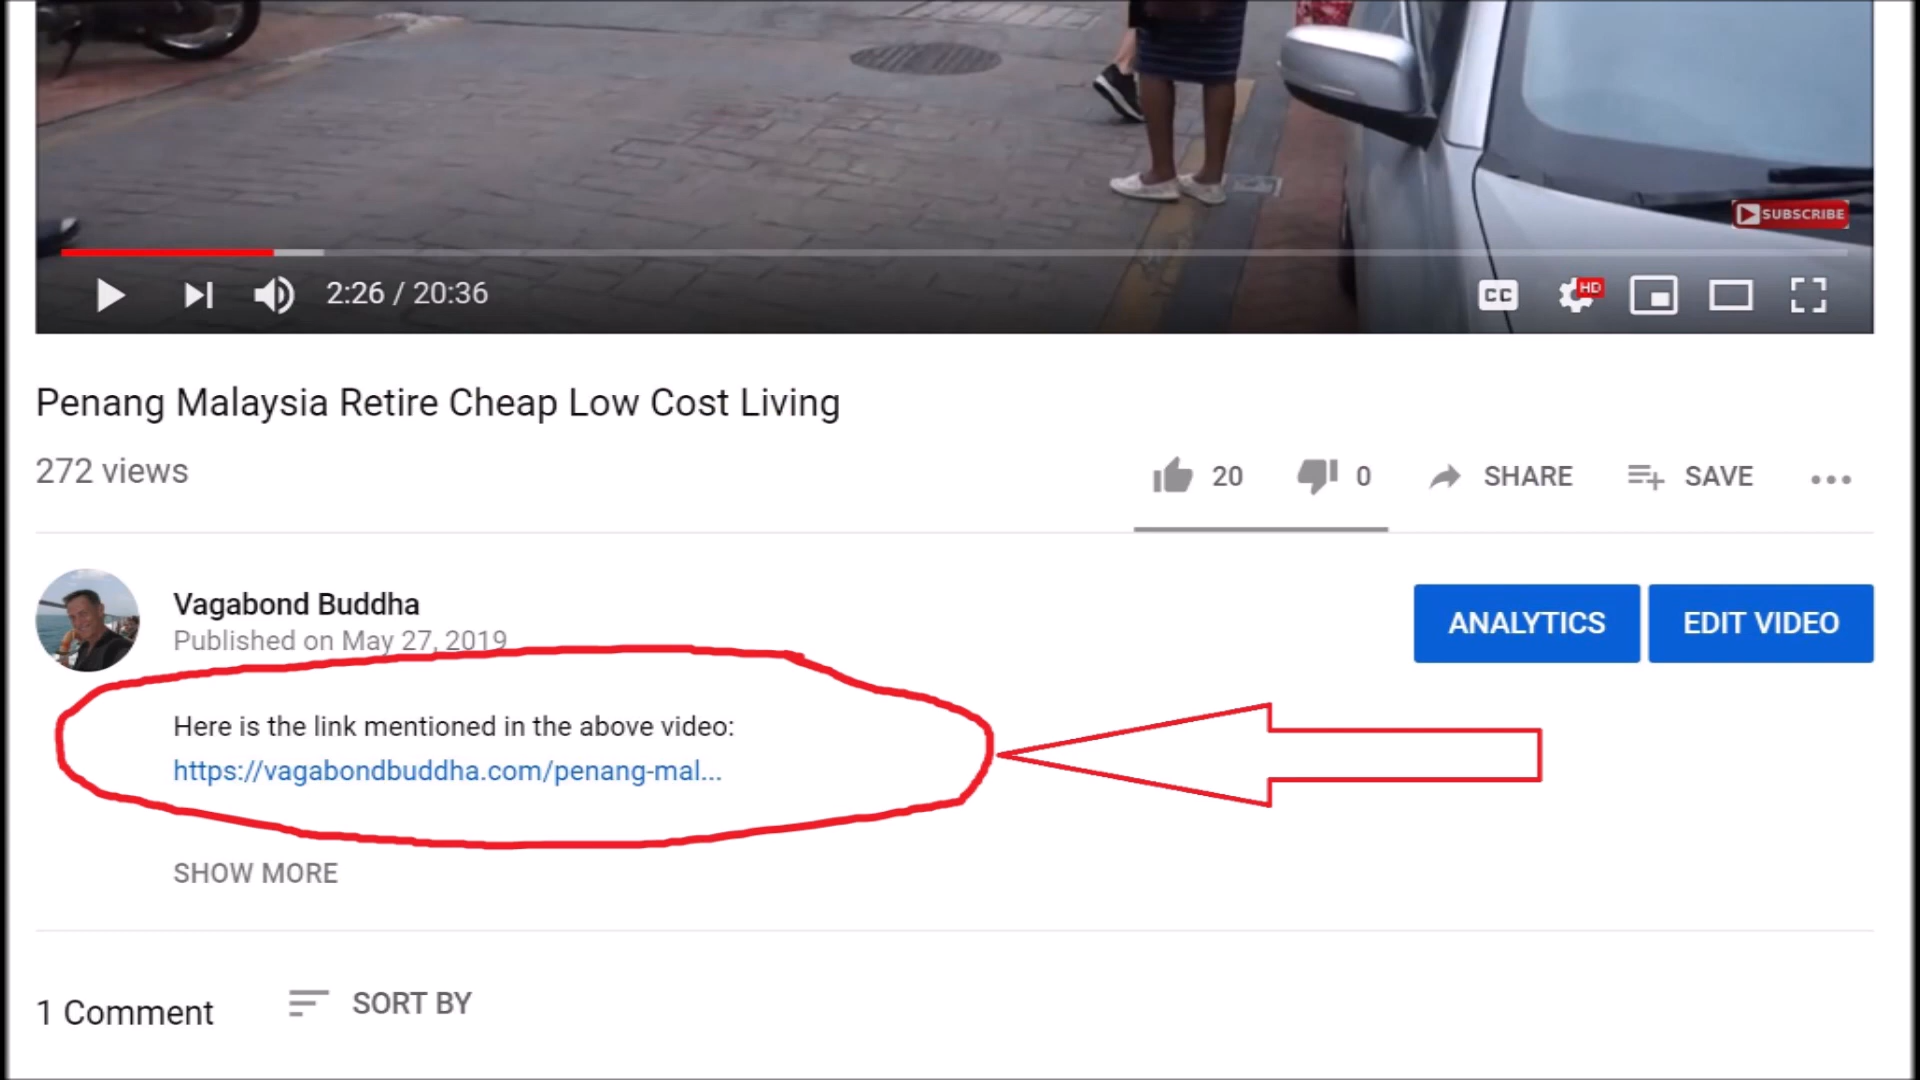 SUBSCRIBE
2:26 / 20:36
CC
HD
Penang Malaysia Retire Cheap Low Cost Living
272 views
20
0
SHARE
SAVE
Vagabond Buddha
Published on May 27, 2019
ANALYTICS
EDIT VIDEO
Here is the link mentioned in the above video:
https://vagabondbuddha.com/penang-mal...
SHOW MORE
1 Comment
SORT BY